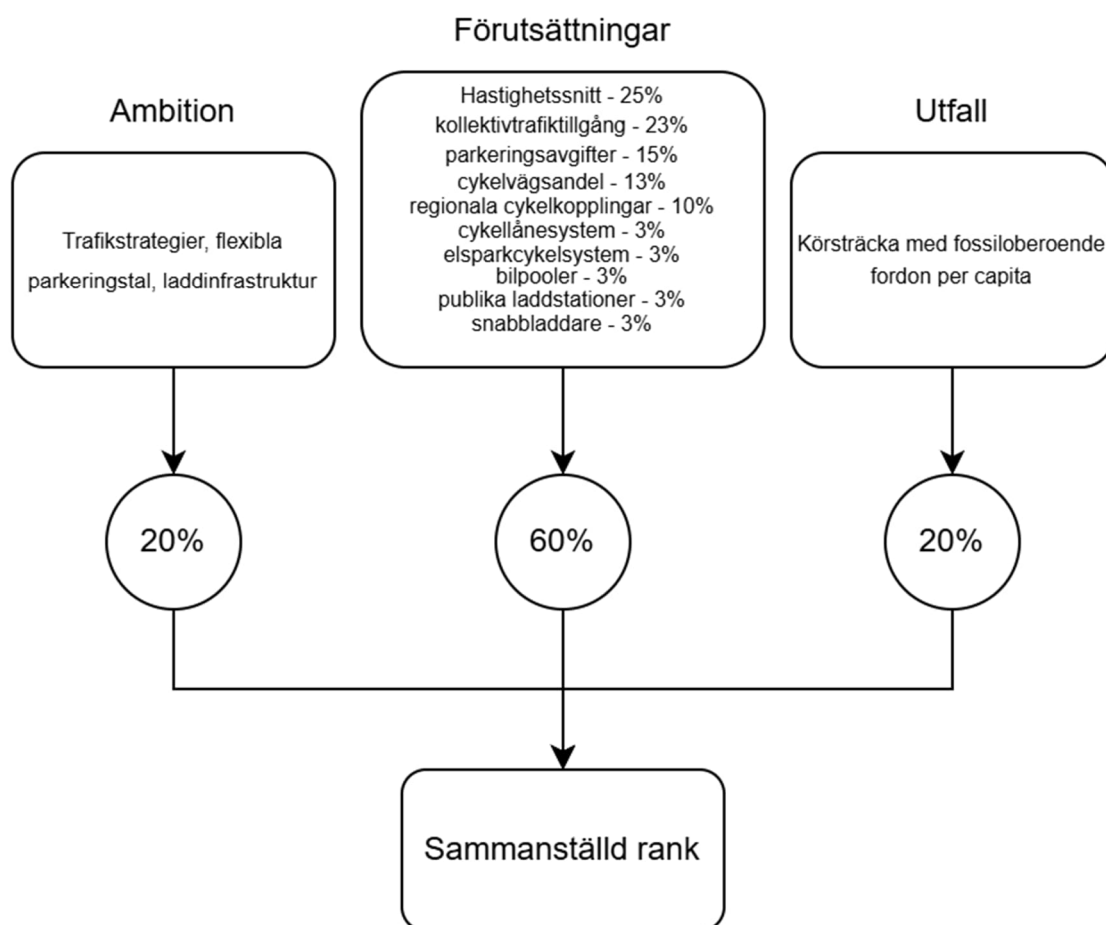 Förutsättningar
Ambition
Utfall
Hastighetssnitt - 25%
kollektivtrafiktillgång - 23%
parkeringsavgifter - 15%
cykelvägsandel - 13%
regionala cykelkopplingar - 10%
cykellånesystem - 3%
elsparkcykelsystem - 3%
bilpooler - 3%
publika laddstationer - 3%
snabbladdare - 3%
Trafikstrategier, flexibla
parkeringstal, laddinfrastruktur
Körsträcka med fossiloberoende
fordon per capita
20%
60%
20%
Sammanställd rank